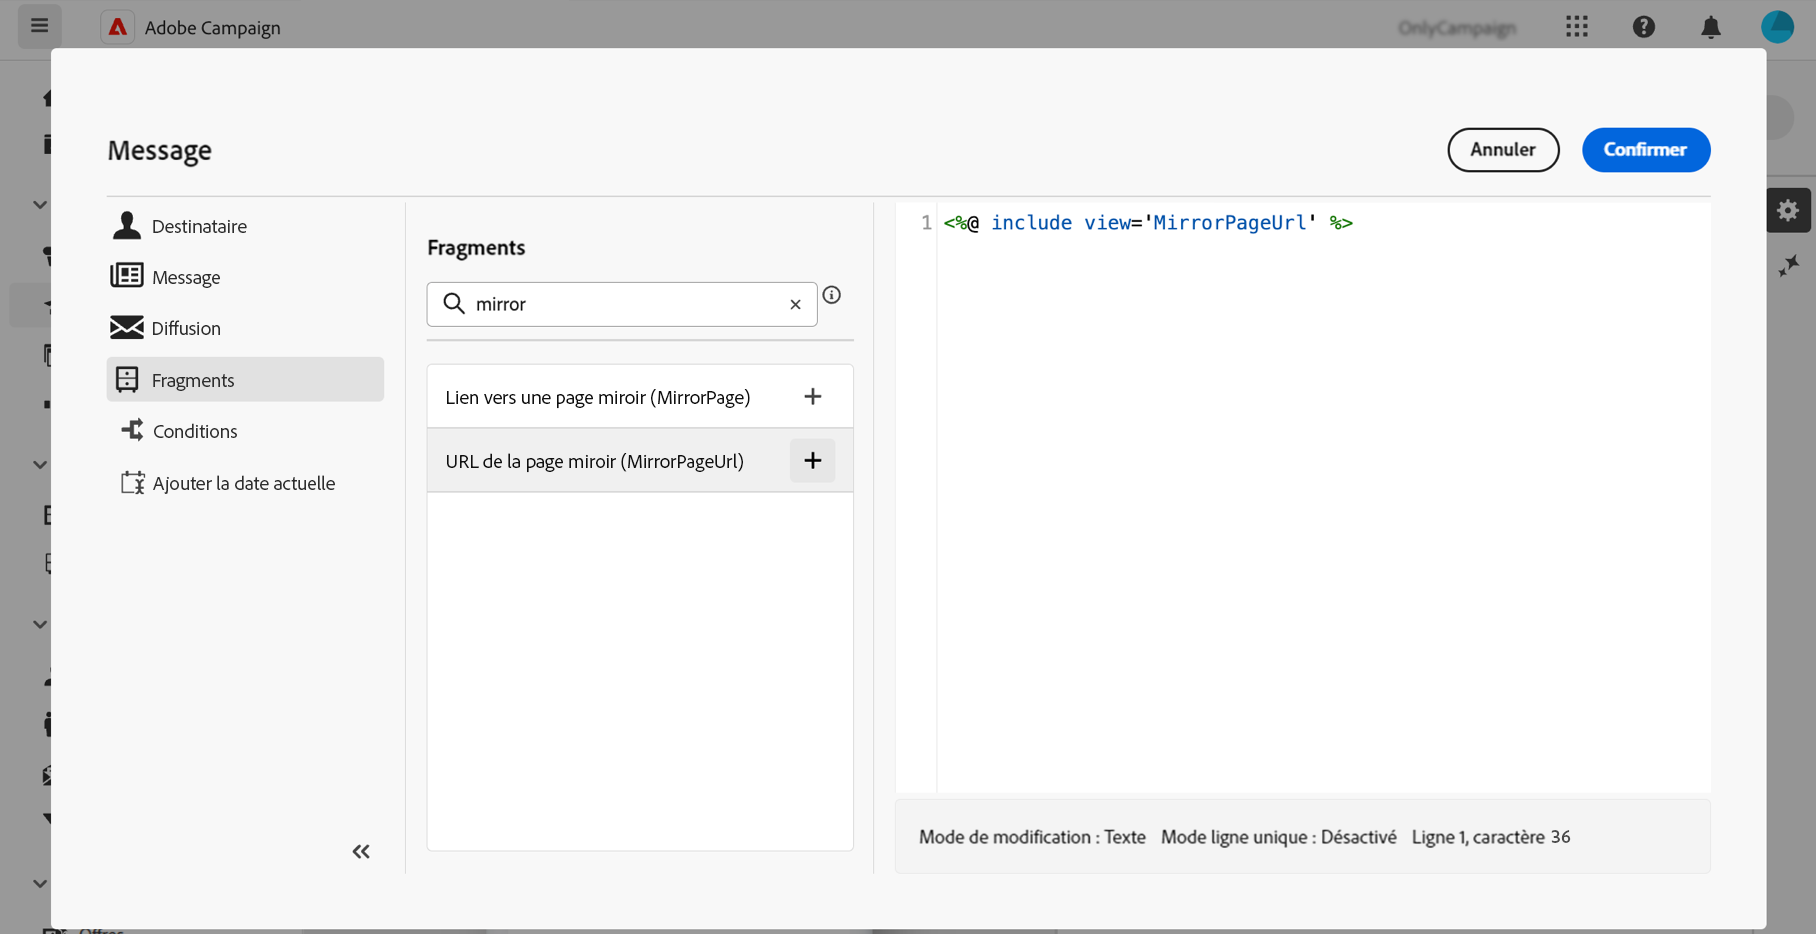 Adobe Campaign
OnlyCampaign
Message
Annuler
Confirmer
Destinataire
Message
Diffusion
Fragments
Conditions
Ajouter la date actuelle
Fragments
mirror
Lien vers une page miroir (MirrorPage)
URL de la page miroir (MirrorPageUrl)
1 <%@ include view='MirrorPageUrl' %>
Mode de modification : Texte Mode ligne unique : Désactivé Ligne 1, caractère 36